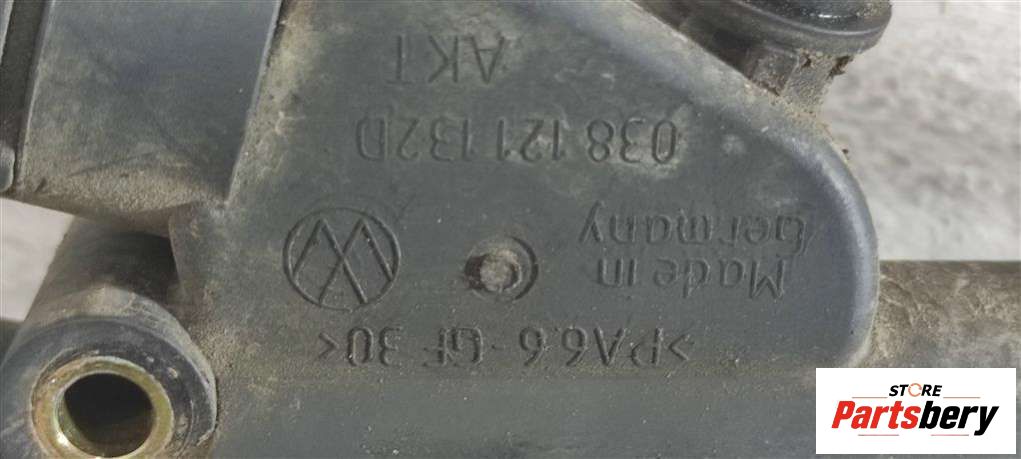 >PA6.6-GF 30<
Made in
Germany
038 121 132D
AKT
STORE
Partsbery